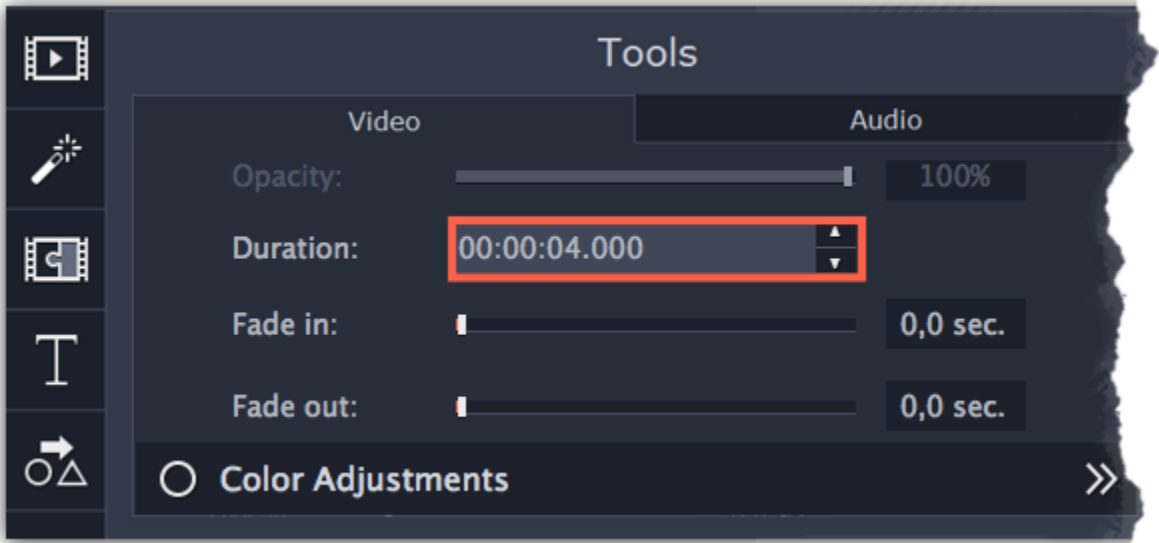 Tools
Video Audio
Opacity: 100%
Duration: 00:00:04.000
Fade in: 0,0 sec.
Fade out: 0,0 sec.
Color Adjustments